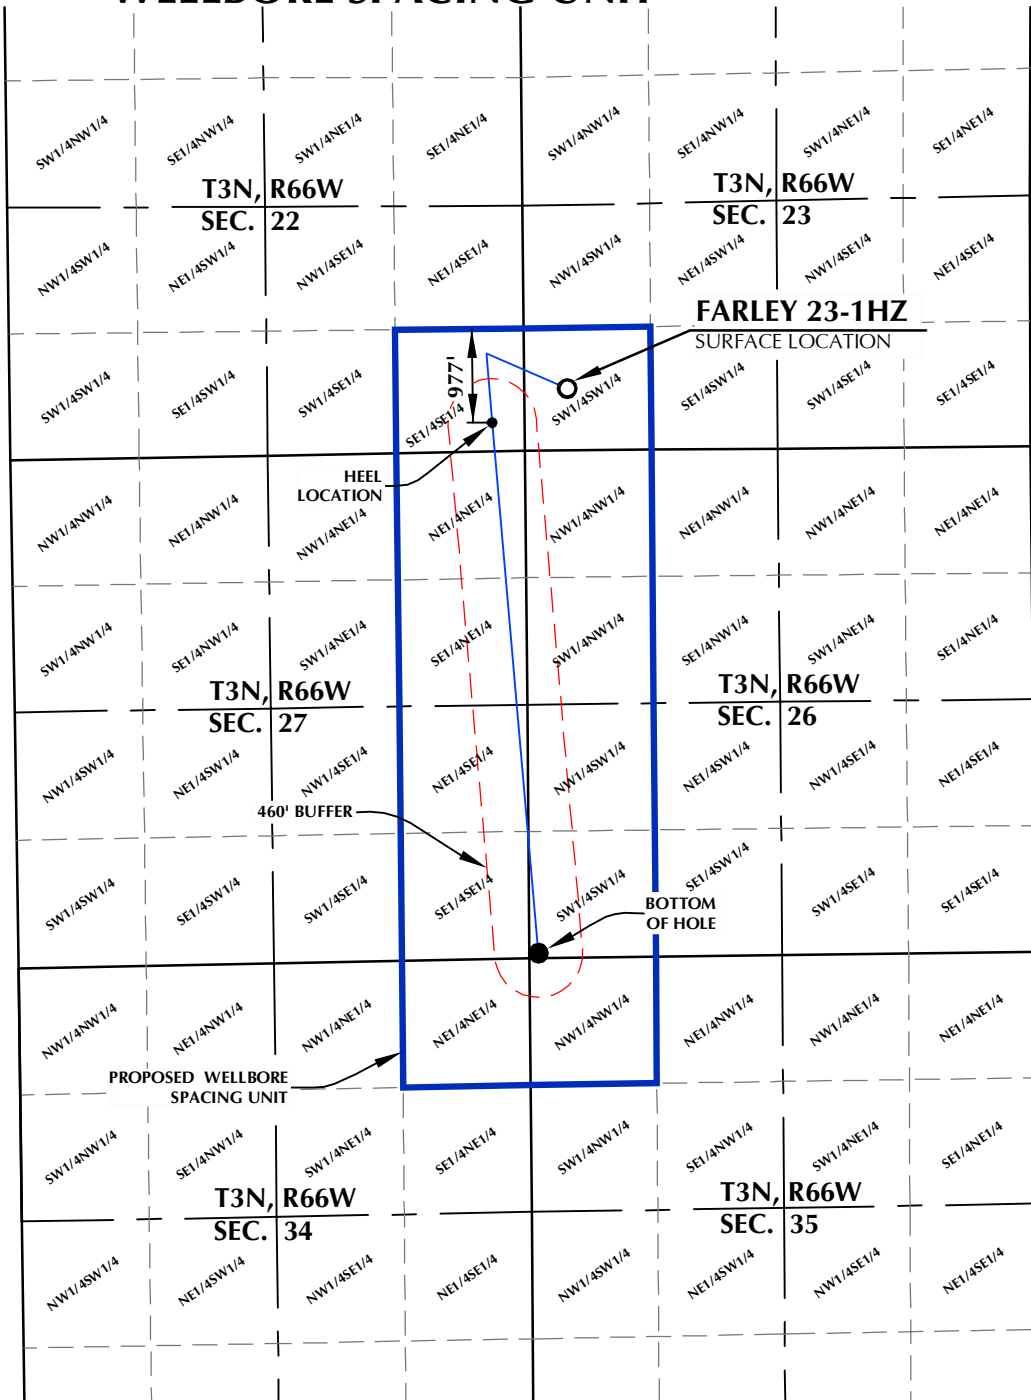 WELLBORE SPACING UNIT
SW1/4NW1/4 SE1/4NW1/4 SW1/4NE1/4 SE1/4NE1/4 SW1/4NW1/4 SE1/4NW1/4 SW1/4NE1/4 SE1/4NE1/4
T3N, R66W
SEC. 22
T3N, R66W
SEC. 23
NW1/4SW1/4 NE1/4SW1/4 NW1/4SE1/4 NE1/4SE1/4 NW1/4SW1/4 NE1/4SW1/4 NW1/4SE1/4 NE1/4SE1/4
FARLEY 23-1HZ
SURFACE LOCATION
977'
SW1/4SW1/4 SE1/4SW1/4 SW1/4SE1/4 SE1/4SE1/4 SW1/4SW1/4 SE1/4SW1/4 SW1/4SE1/4 SE1/4SE1/4
HEEL
LOCATION
NW1/4NW1/4 NE1/4NW1/4 NW1/4NE1/4 NE1/4NE1/4 NW1/4NW1/4 NE1/4NW1/4 NW1/4NE1/4 NE1/4NE1/4
SW1/4NW1/4 SE1/4NW1/4 SW1/4NE1/4 SE1/4NE1/4 SW1/4NW1/4 SE1/4NW1/4 SW1/4NE1/4 SE1/4NE1/4
T3N, R66W
SEC. 27
T3N, R66W
SEC. 26
NW1/4SW1/4 NE1/4SW1/4 NW1/4SE1/4 NE1/4SE1/4 NW1/4SW1/4 NE1/4SW1/4 NW1/4SE1/4 NE1/4SE1/4
460' BUFFER
SW1/4SW1/4 SE1/4SW1/4 SW1/4SE1/4 SE1/4SE1/4 SW1/4SW1/4 SE1/4SW1/4 SW1/4SE1/4 SE1/4SE1/4
BOTTOM
OF HOLE
NW1/4NW1/4 NE1/4NW1/4 NW1/4NE1/4 NE1/4NE1/4 NW1/4NW1/4 NE1/4NW1/4 NW1/4NE1/4 NE1/4NE1/4
PROPOSED WELLBORE
SPACING UNIT
SW1/4NW1/4 SE1/4NW1/4 SW1/4NE1/4 SE1/4NE1/4 SW1/4NW1/4 SE1/4NW1/4 SW1/4NE1/4 SE1/4NE1/4
T3N, R66W
SEC. 34
T3N, R66W
SEC. 35
NW1/4SW1/4 NE1/4SW1/4 NW1/4SE1/4 NE1/4SE1/4 NW1/4SW1/4 NE1/4SW1/4 NW1/4SE1/4 NE1/4SE1/4